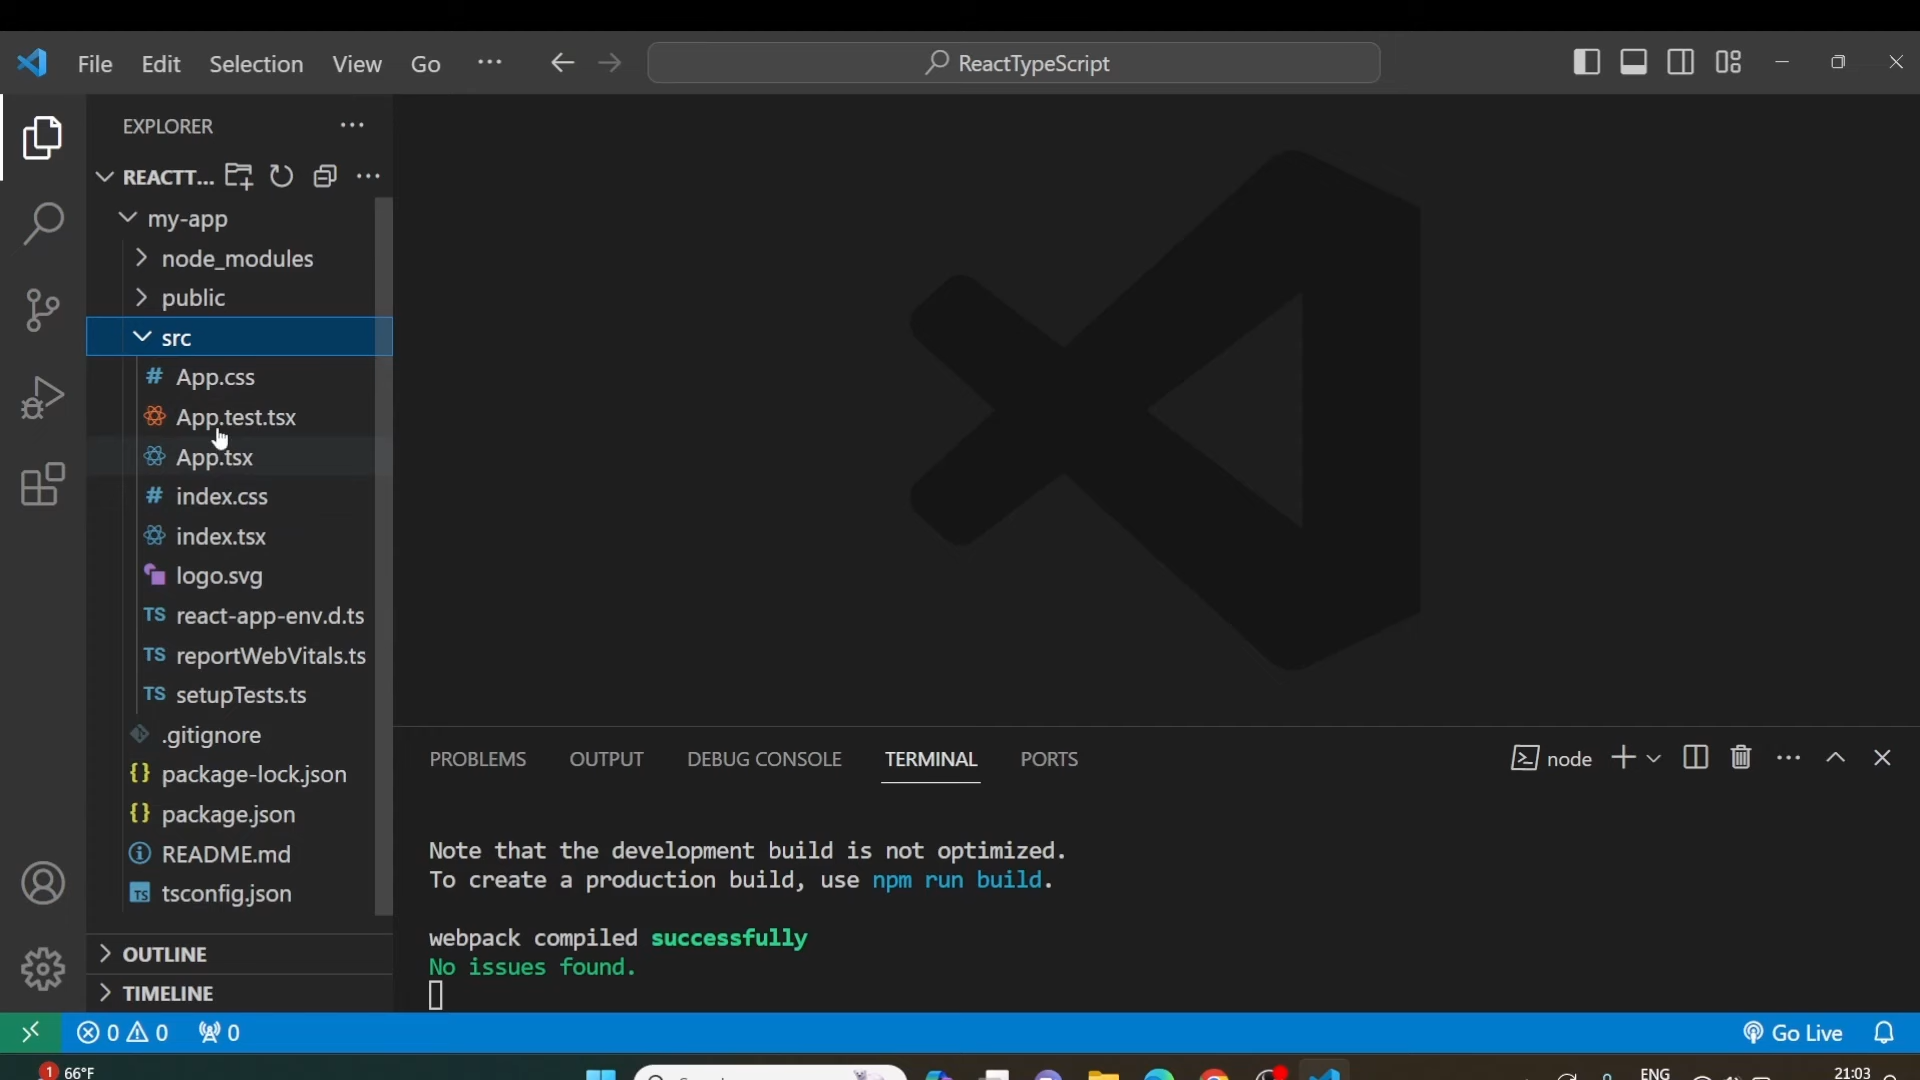 File Edit Selection View Go ··· ReactTypeScript
EXPLORER
REACTT...
my-app
node_modules
public
src
# App.css
App.test.tsx
App.tsx
# index.css
index.tsx
logo.svg
TS react-app-env.d.ts
TS reportWebVitals.ts
TS setupTests.ts
.gitignore
{} package-lock.json
{} package.json
README.md
TS tsconfig.json
OUTLINE
TIMELINE
PROBLEMS OUTPUT DEBUG CONSOLE TERMINAL PORTS node
Note that the development build is not optimized.
To create a production build, use npm run build.
webpack compiled successfully
No issues found.
0 0 0 Go Live
1 66°F ENG 21:03